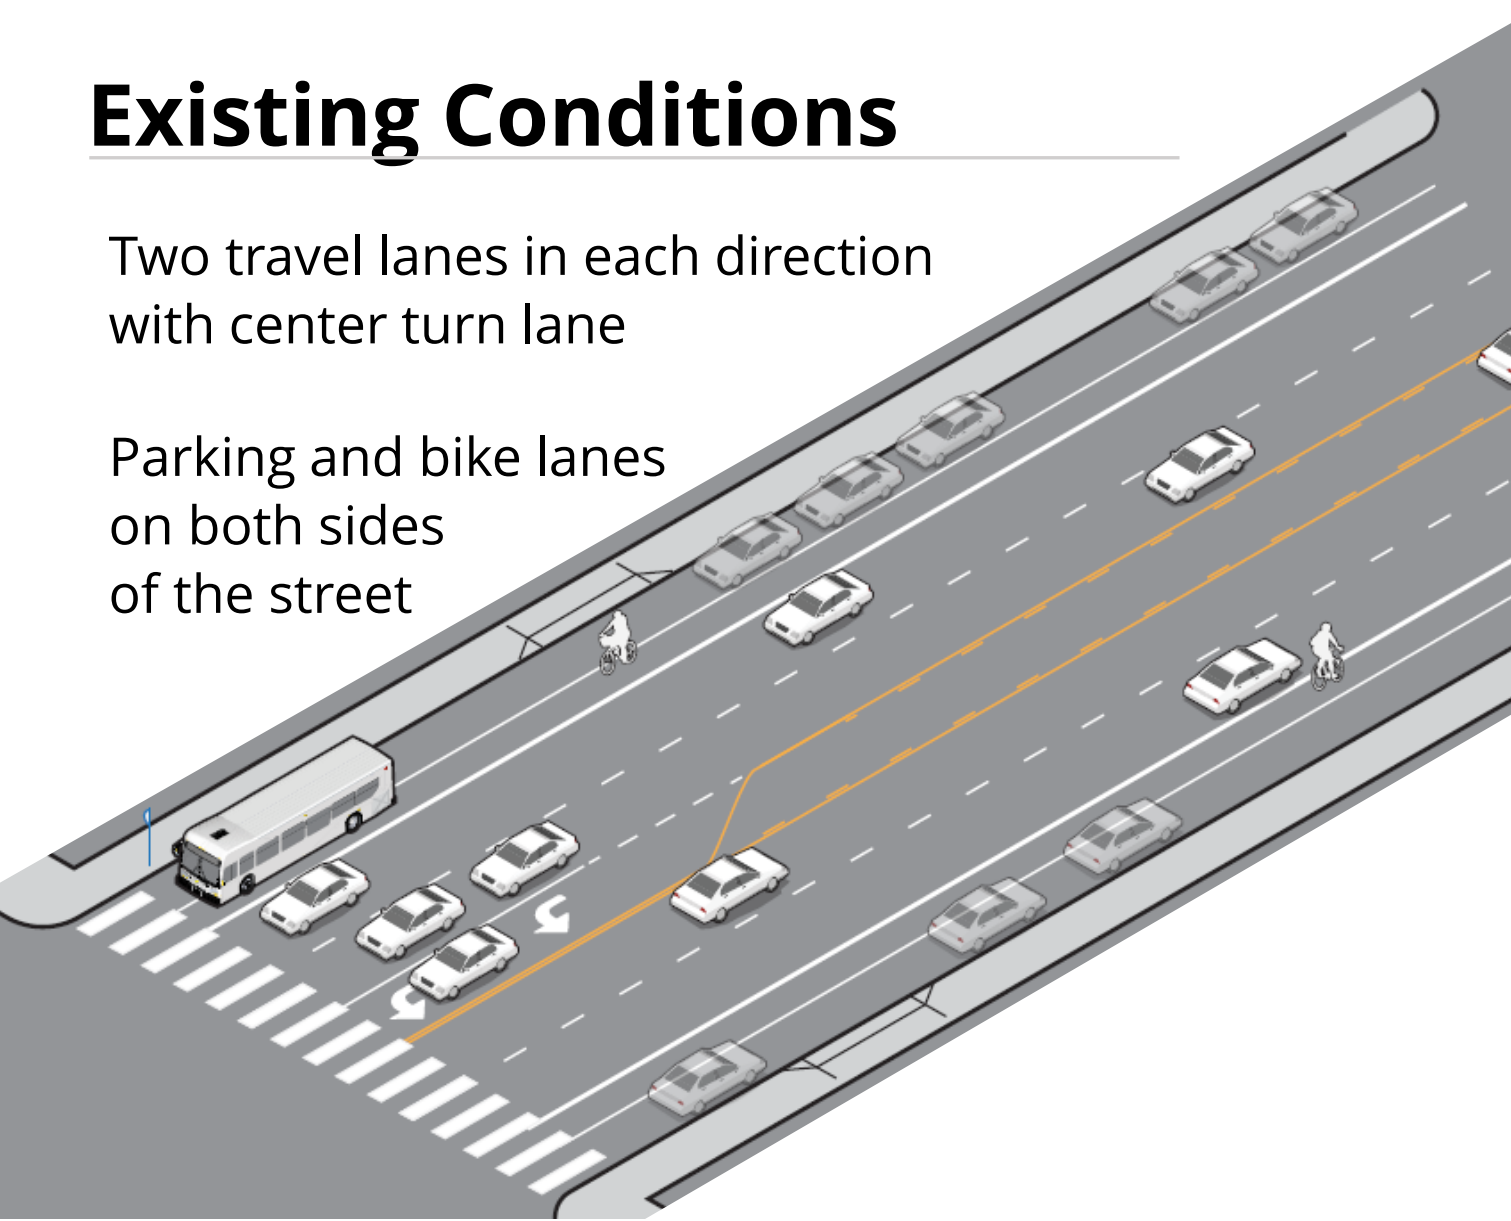 Existing Conditions
Two travel lanes in each direction
with center turn lane
Parking and bike lanes
on both sides
of the street